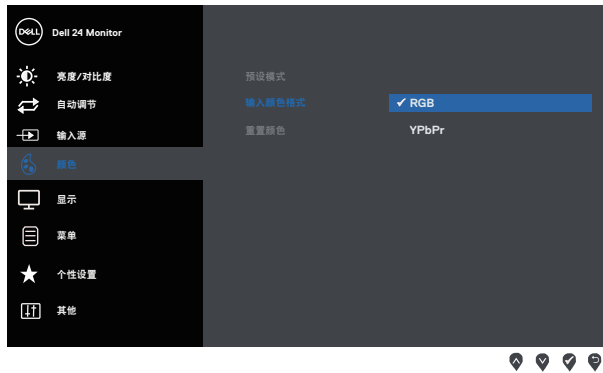 DELL Dell 24 Monitor
亮度/对比度
自动调节
输入源
颜色
显示
菜单
个性设置
其他
预设模式
输入颜色格式 ✔ RGB
重置颜色 YPbPr